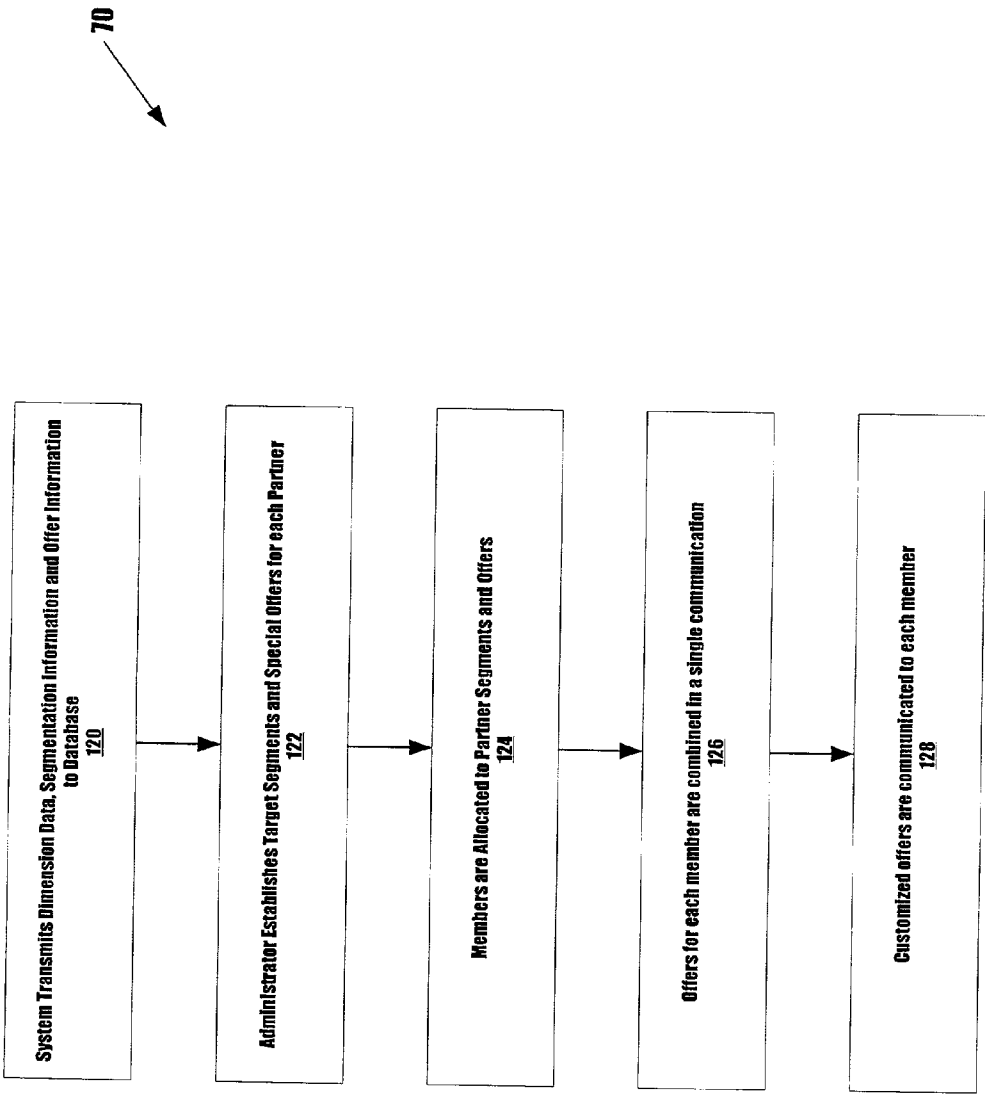 70
System Transmits Dimension Data, Segmentation Information and Offer Information
to Database
120
Administrator Establishes Target Segments and Special Offers for each Partner
122
Members are Allocated to Partner Segments and Offers
124
Offers for each member are combined in a single communication
126
Customized offers are communicated to each member
128